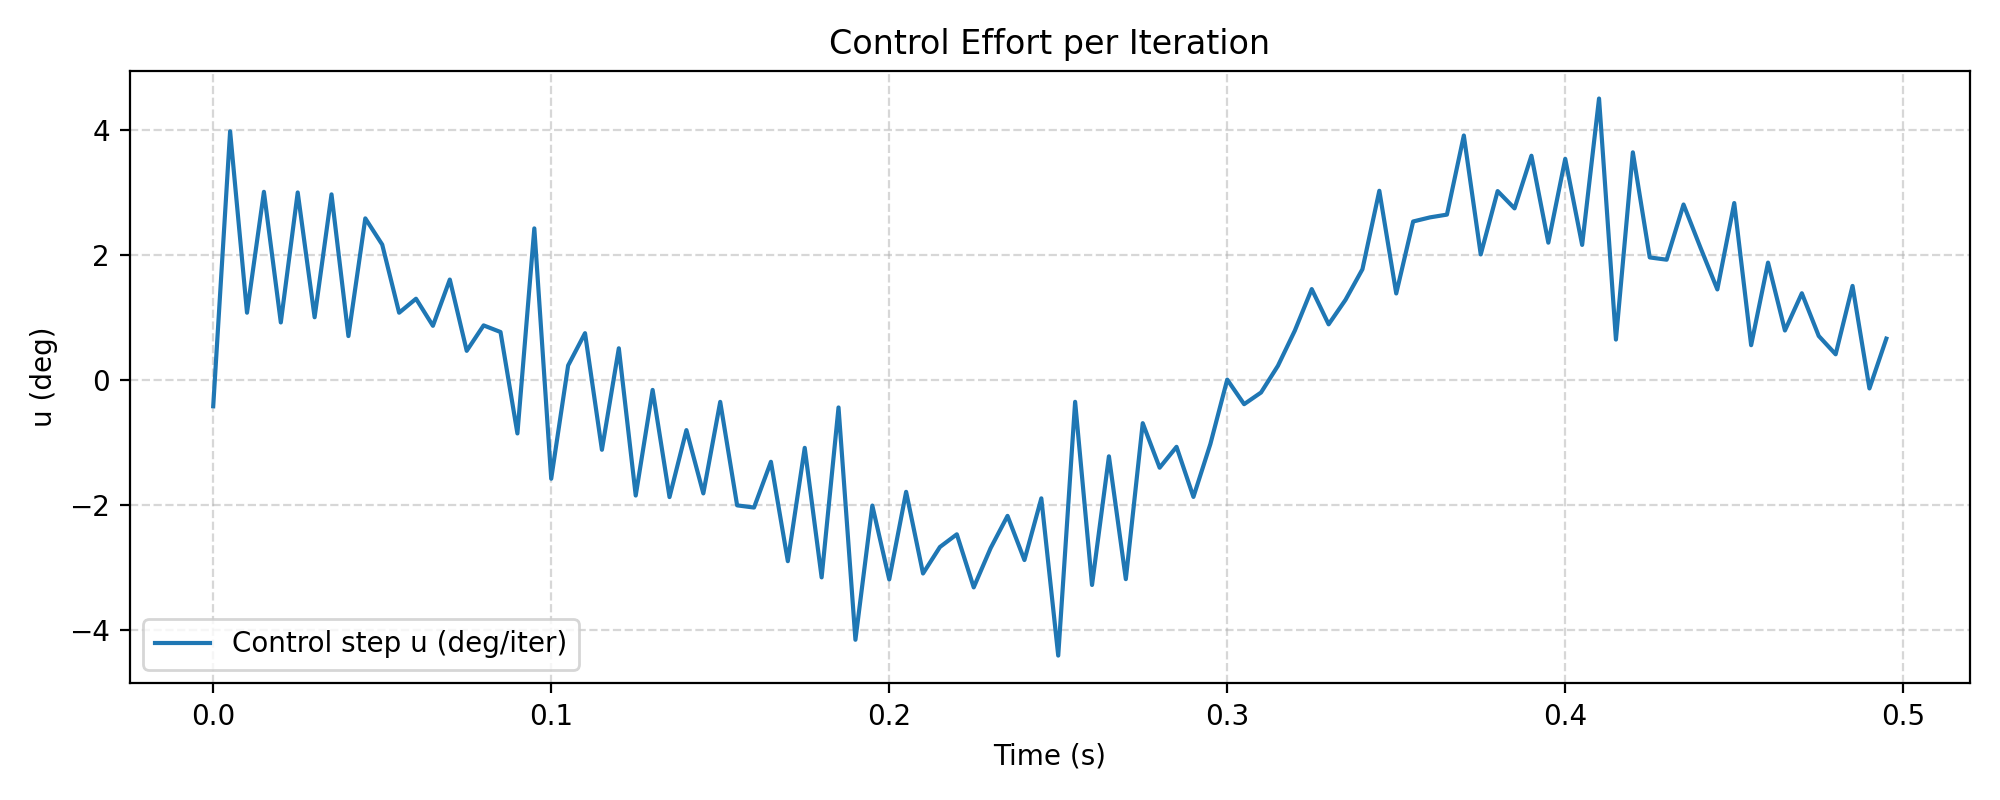 Control Effort per Iteration
u (deg)
4
2
0
−2
−4
Control step u (deg/iter)
0.0 0.1 0.2 0.3 0.4 0.5
Time (s)